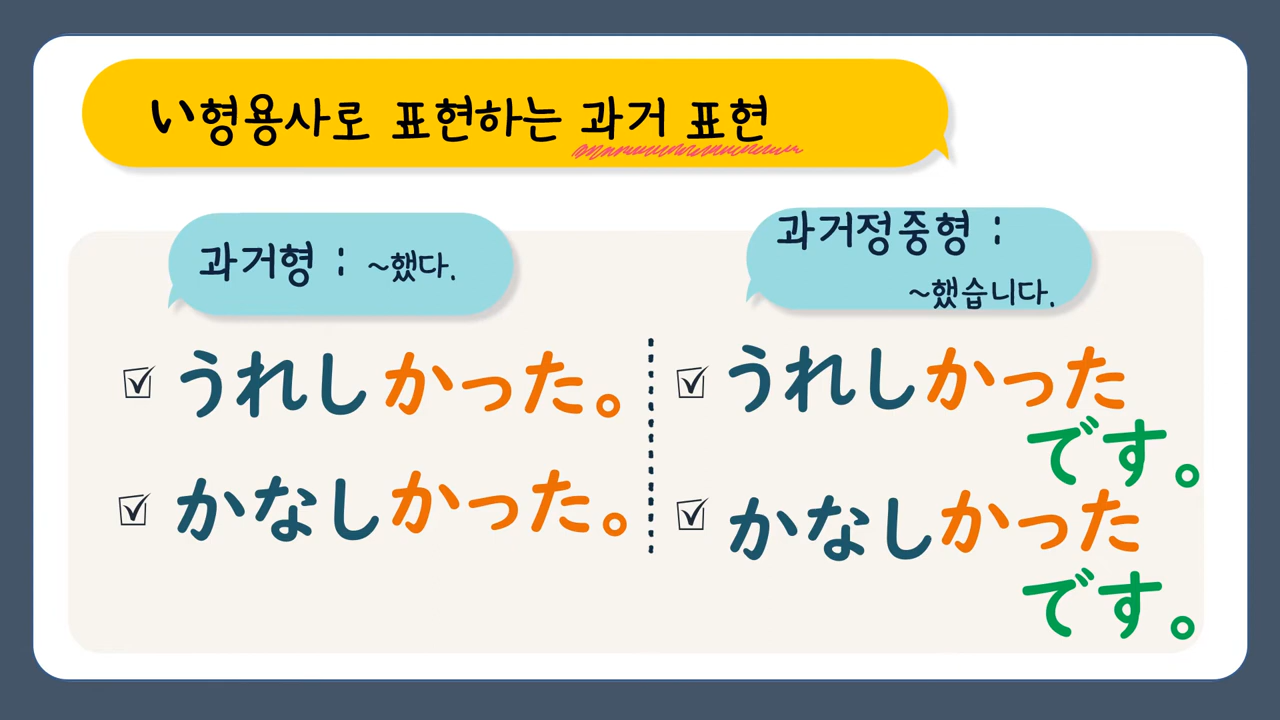 い형용사로 표현하는 과거 표현
과거형 : ~했다.
うれしかった。
かなしかった。
과거정중형 :
~했습니다.
うれしかった
です。
かなしかった
です。